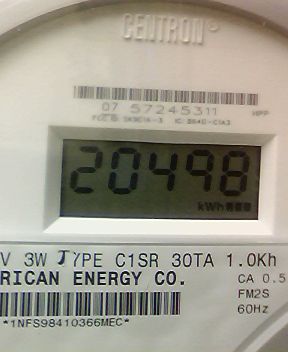 CENTRON®
07 57245311
20498
kWh
V 3W TYPE C1SR 30TA 1.0Kh
RICAN ENERGY CO.
CA 0.5
FM2S
60Hz
*1NFS98410366MEC*